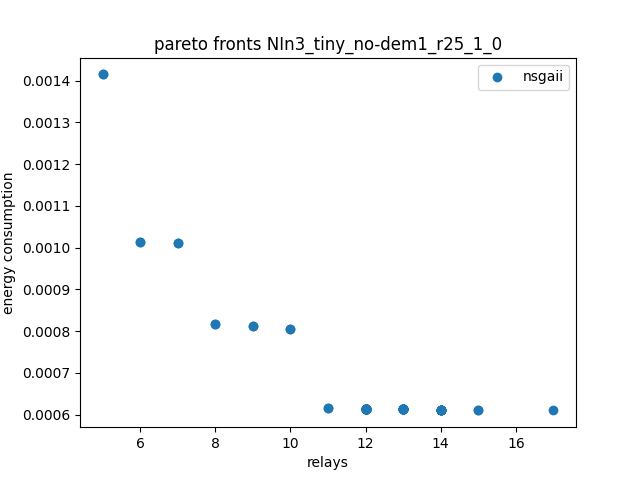 pareto fronts NIn3_tiny_no-dem1_r25_1_0
nsgaii
energy consumption
0.0014
0.0013
0.0012
0.0011
0.0010
0.0009
0.0008
0.0007
0.0006
6 8 10 12 14 16
relays